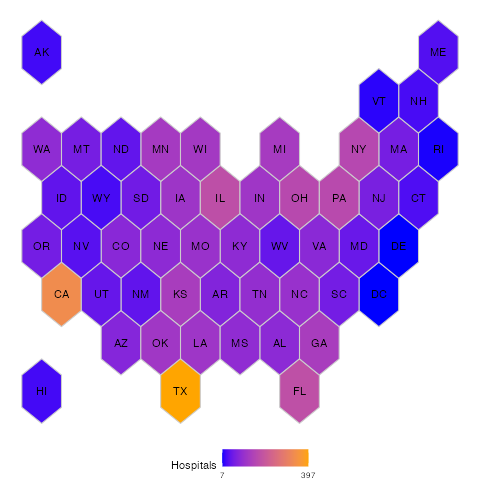 AK ME
VT NH
WA MT ND MN WI MI NY MA RI
ID WY SD IA IL IN OH PA NJ CT
OR NV CO NE MO KY WV VA MD DE
CA UT NM KS AR TN NC SC DC
AZ OK LA MS AL GA
HI TX FL
Hospitals
7 397